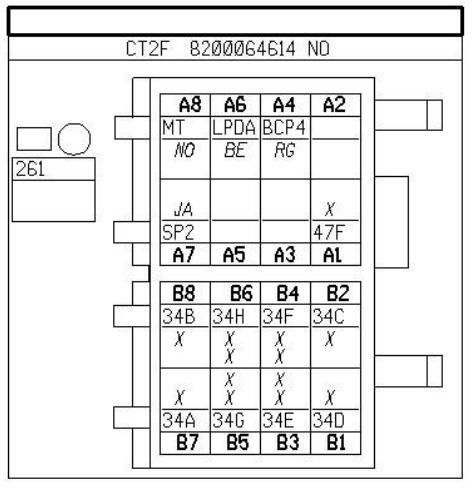 CT2F 8200064614 NO
A8 A6 A4 A2
MT LPDA BCP4
NO BE RG
261
JA X
SP2 47F
A7 A5 A3 A1
B8 B6 B4 B2
34B 34H 34F 34C
X X X X
X X
X X
X X X X
34A 34G 34E 34D
B7 B5 B3 B1